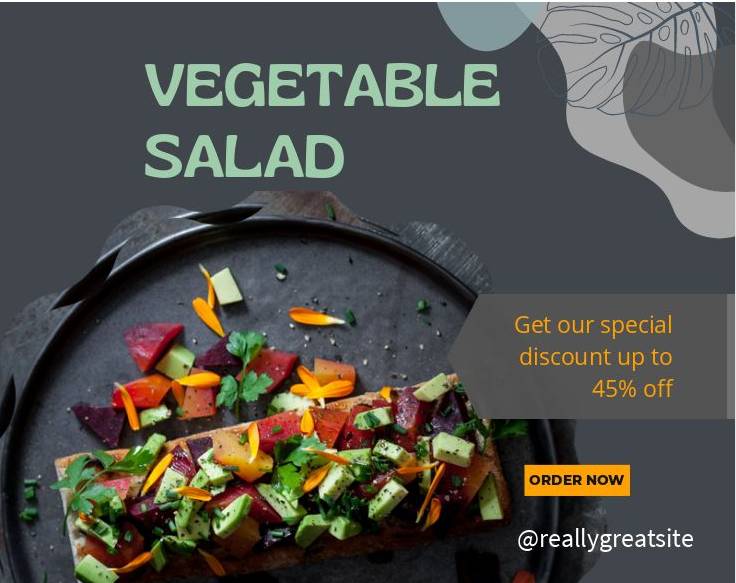 VEGETABLE
SALAD
Get our special
discount up to
45% off
ORDER NOW
@reallygreatsite